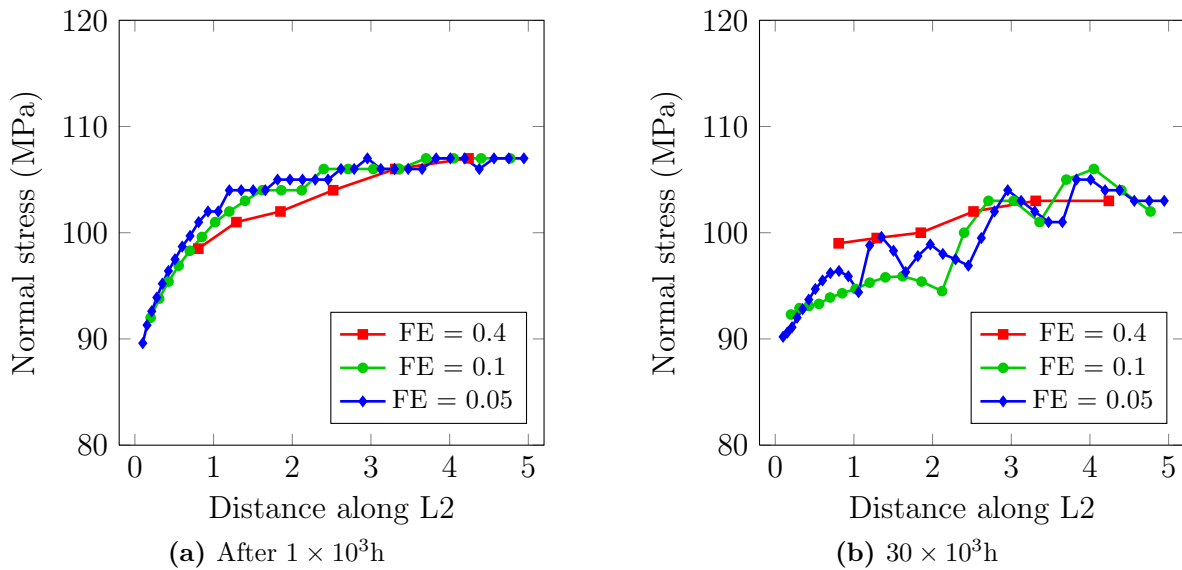 120
110
100
90
80
Normal stress (MPa)
0 1 2 3 4 5
Distance along L2
FE = 0.4
FE = 0.1
FE = 0.05
(a) After 1 × 10³h
120
110
100
90
80
Normal stress (MPa)
0 1 2 3 4 5
Distance along L2
FE = 0.4
FE = 0.1
FE = 0.05
(b) 30 × 10³h